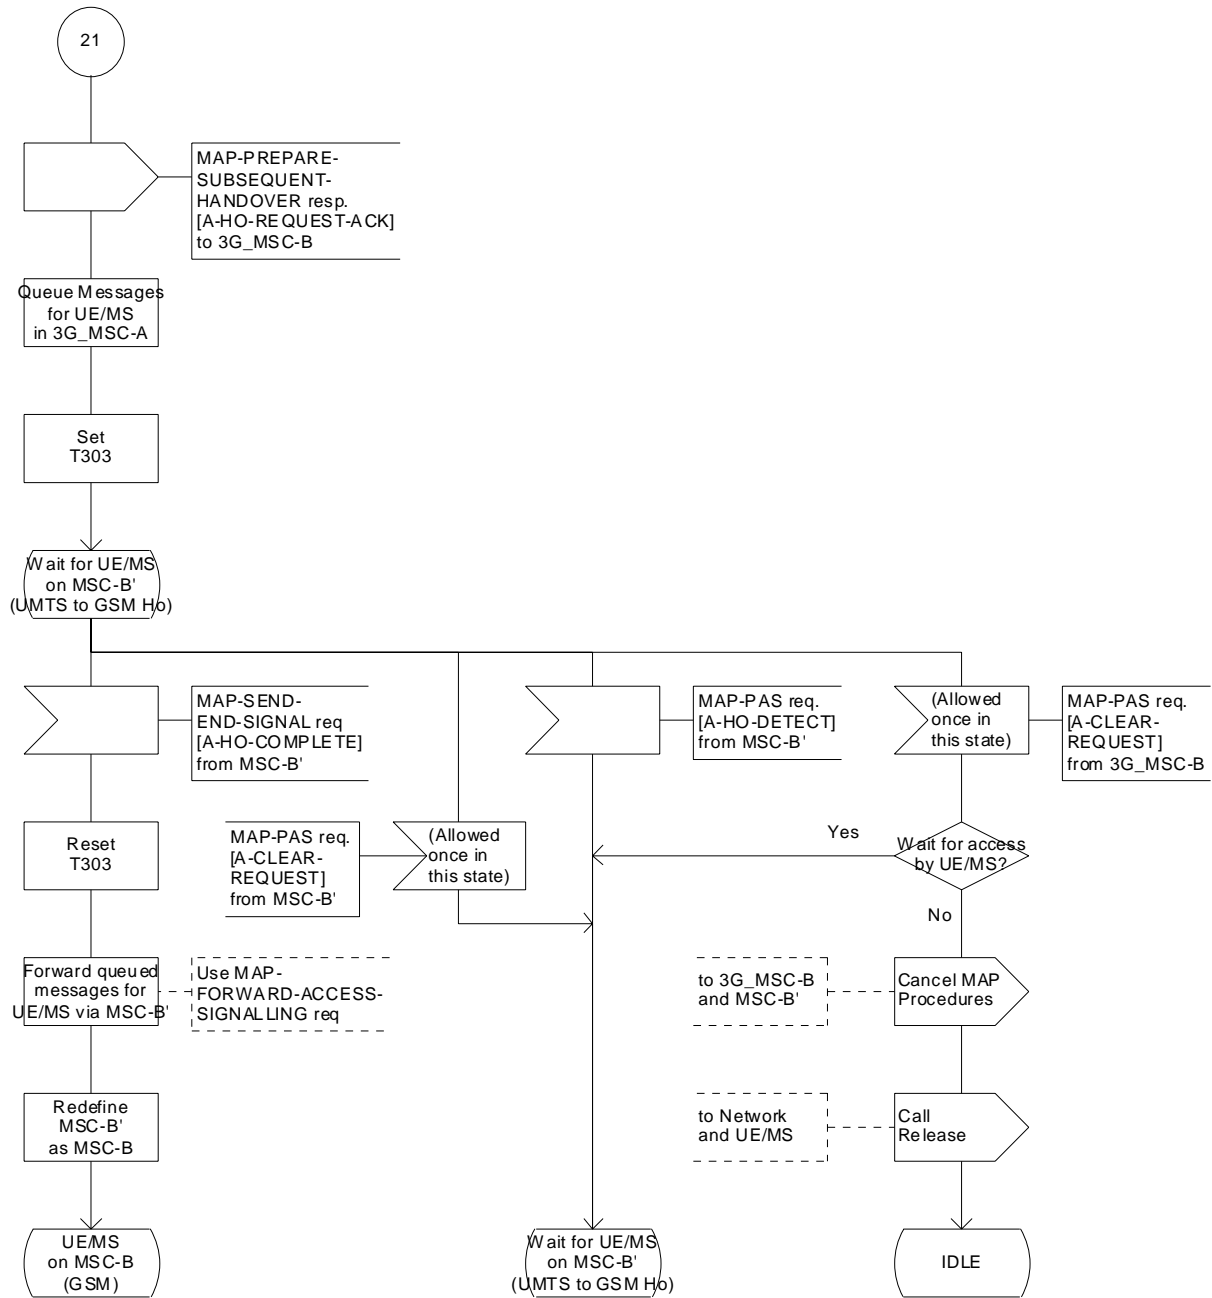 21
MAP-PREPARE-
SUBSEQUENT-
HANDOVER resp.
[A-HO-REQUEST-ACK]
to 3G_MSC-B
Queue Messages
for UE/MS
in 3G_MSC-A
Set
T303
Wait for UE/MS
on MSC-B'
(UMTS to GSM Ho)
MAP-SEND-
END-SIGNAL req
[A-HO-COMPLETE]
from MSC-B'
MAP-PAS req.
[A-HO-DETECT]
from MSC-B'
(Allowed
once in
this state)
MAP-PAS req.
[A-CLEAR-
REQUEST]
from 3G_MSC-B
Reset
T303
MAP-PAS req.
[A-CLEAR-
REQUEST]
from MSC-B'
(Allowed
once in
this state)
Yes
Wait for access
by UE/MS?
No
Forward queued
messages for
UE/MS via MSC-B'
Use MAP-
FORWARD-ACCESS-
SIGNALLING req
to 3G_MSC-B
and MSC-B'
Cancel MAP
Procedures
Redefine
MSC-B'
as MSC-B
to Network
and UE/MS
Call
Release
UE/MS
on MSC-B
(GSM)
Wait for UE/MS
on MSC-B'
(UMTS to GSM Ho)
IDLE